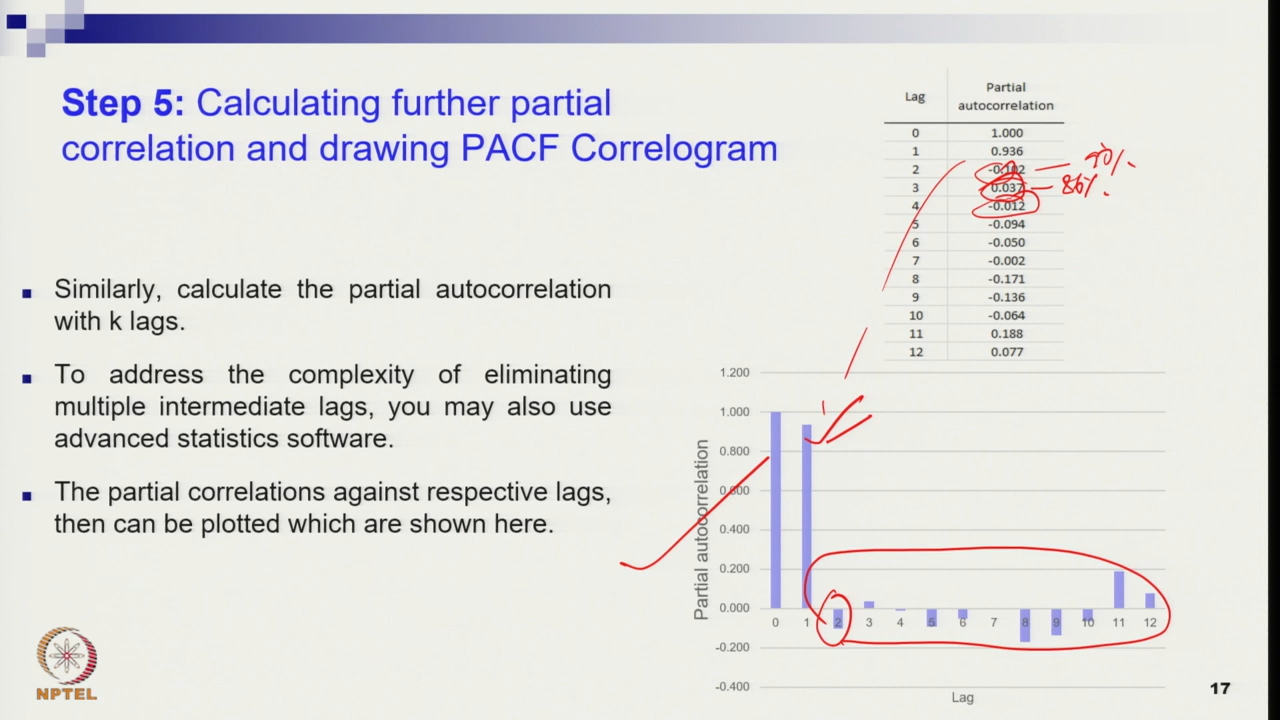 Step 5: Calculating further partial
correlation and drawing PACF Correlogram
Similarly, calculate the partial autocorrelation
with k lags.
To address the complexity of eliminating
multiple intermediate lags, you may also use
advanced statistics software.
The partial correlations against respective lags,
then can be plotted which are shown here.
Lag Partial autocorrelation
0 1.000
1 0.936
2 -0.102 90%
3 0.037 86%
4 -0.012
5 -0.094
6 -0.050
7 -0.002
8 -0.171
9 -0.136
10 -0.064
11 0.188
12 0.077
1.200
1.000
0.800
0.600
0.400
0.200
0.000
-0.200
-0.400
Partial autocorrelation
0 1 2 3 4 5 6 7 8 9 10 11 12
Lag
NPTEL
17